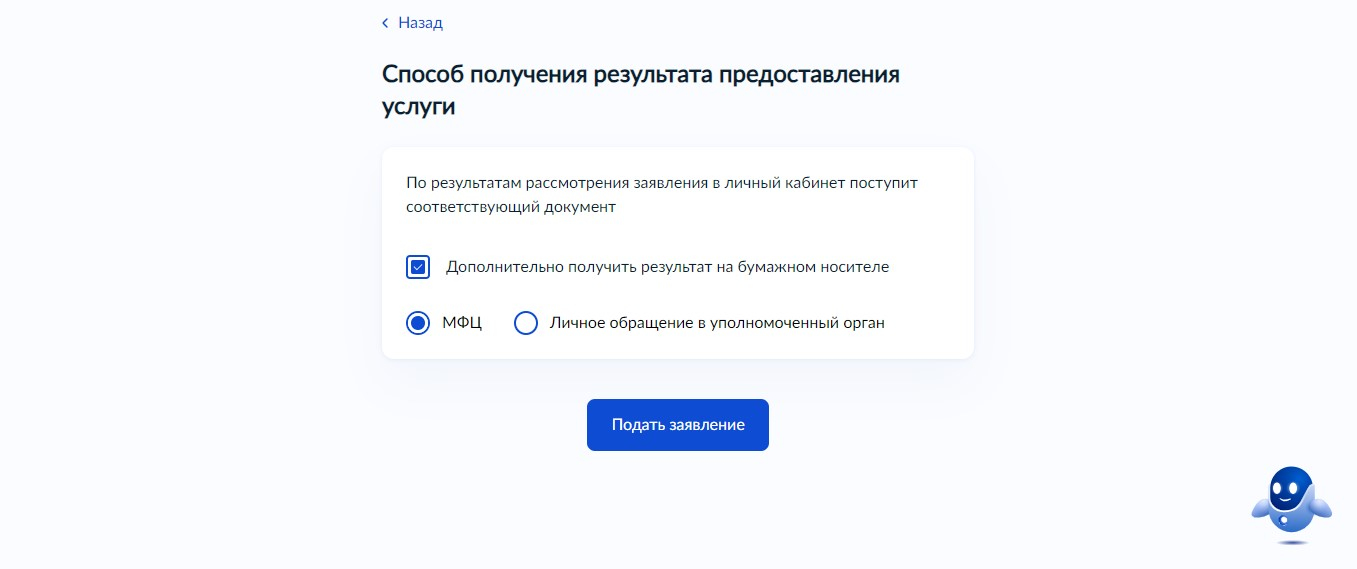 Назад
Способ получения результата предоставления
услуги
По результатам рассмотрения заявления в личный кабинет поступит
соответствующий документ
Дополнительно получить результат на бумажном носителе
МФЦ Личное обращение в уполномоченный орган
Подать заявление